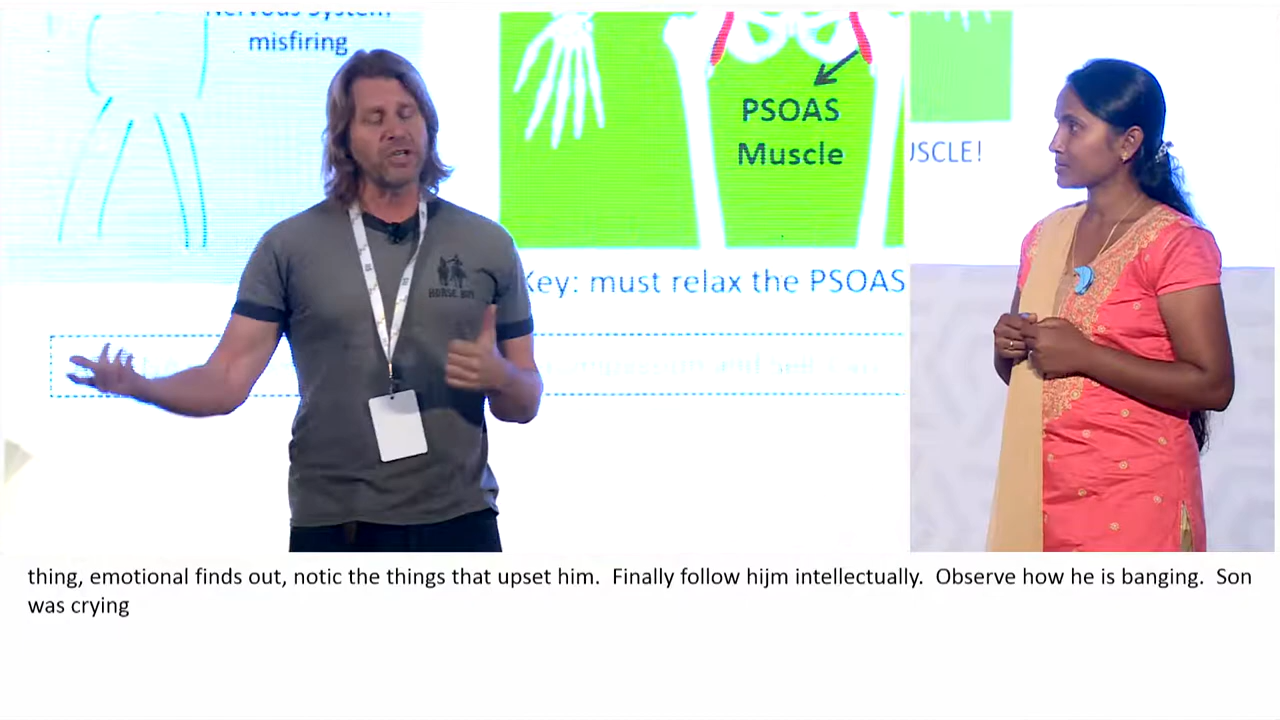 Nervous System,
misfiring
PSOAS
Muscle
USCLE!
Key: must relax the PSOAS
HORSE BOY
thing, emotional finds out, notic the things that upset him. Finally follow hijm intellectually. Observe how he is banging. Son
was crying